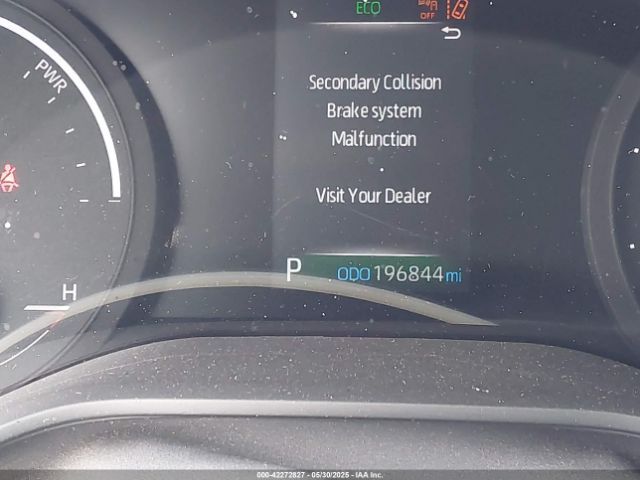 ECO
OFF
PWR
Secondary Collision
Brake system
Malfunction
Visit Your Dealer
H
P
ODO 196844 mi
000-42272827 - 05/30/2025 - IAA Inc.